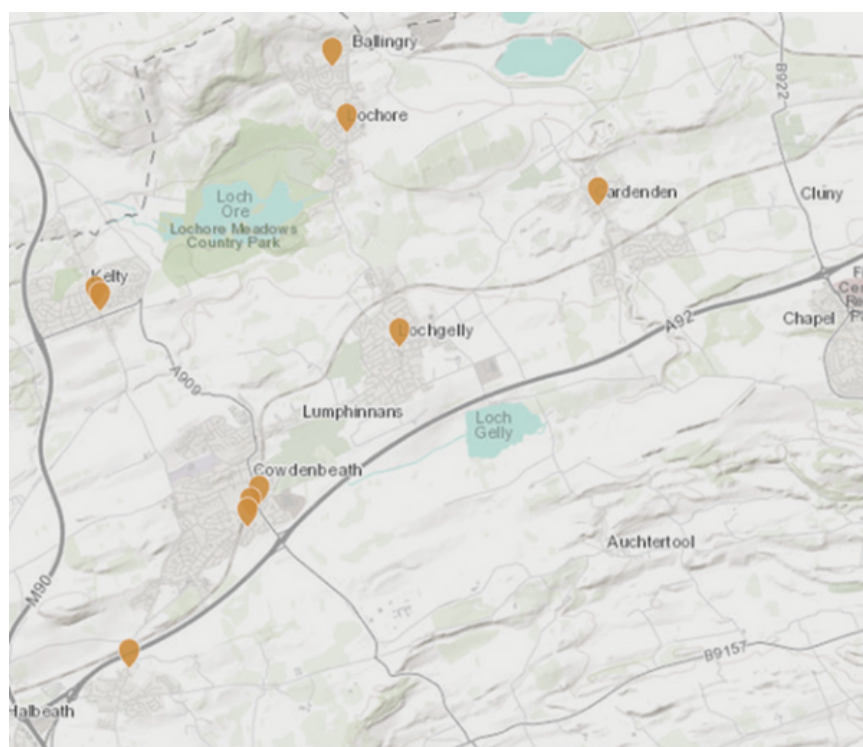 Ballingry
B922
Lochore
Cardenden
Cluny
Loch
Ore
Lochore Meadows
Country Park
Kelty
Chapel
A92
Lochgelly
A909
Lumphinnans
Loch
Gelly
Cowdenbeath
Auchtertool
M90
B9157
Halbeath